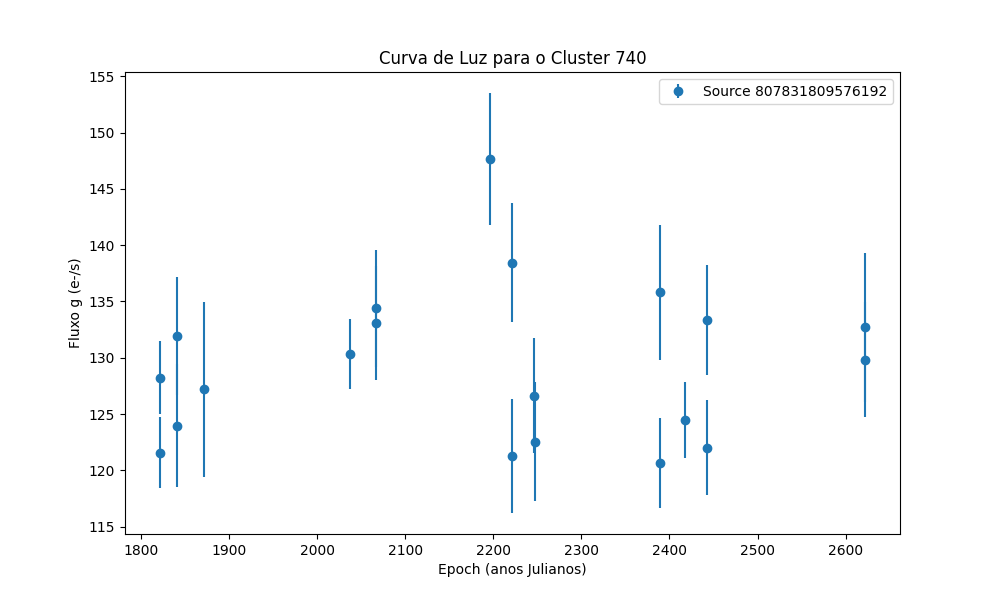 Curva de Luz para o Cluster 740
Source 807831809576192
Fluxo g (e-/s)
155
150
145
140
135
130
125
120
115
1800 1900 2000 2100 2200 2300 2400 2500 2600
Epoch (anos Julianos)